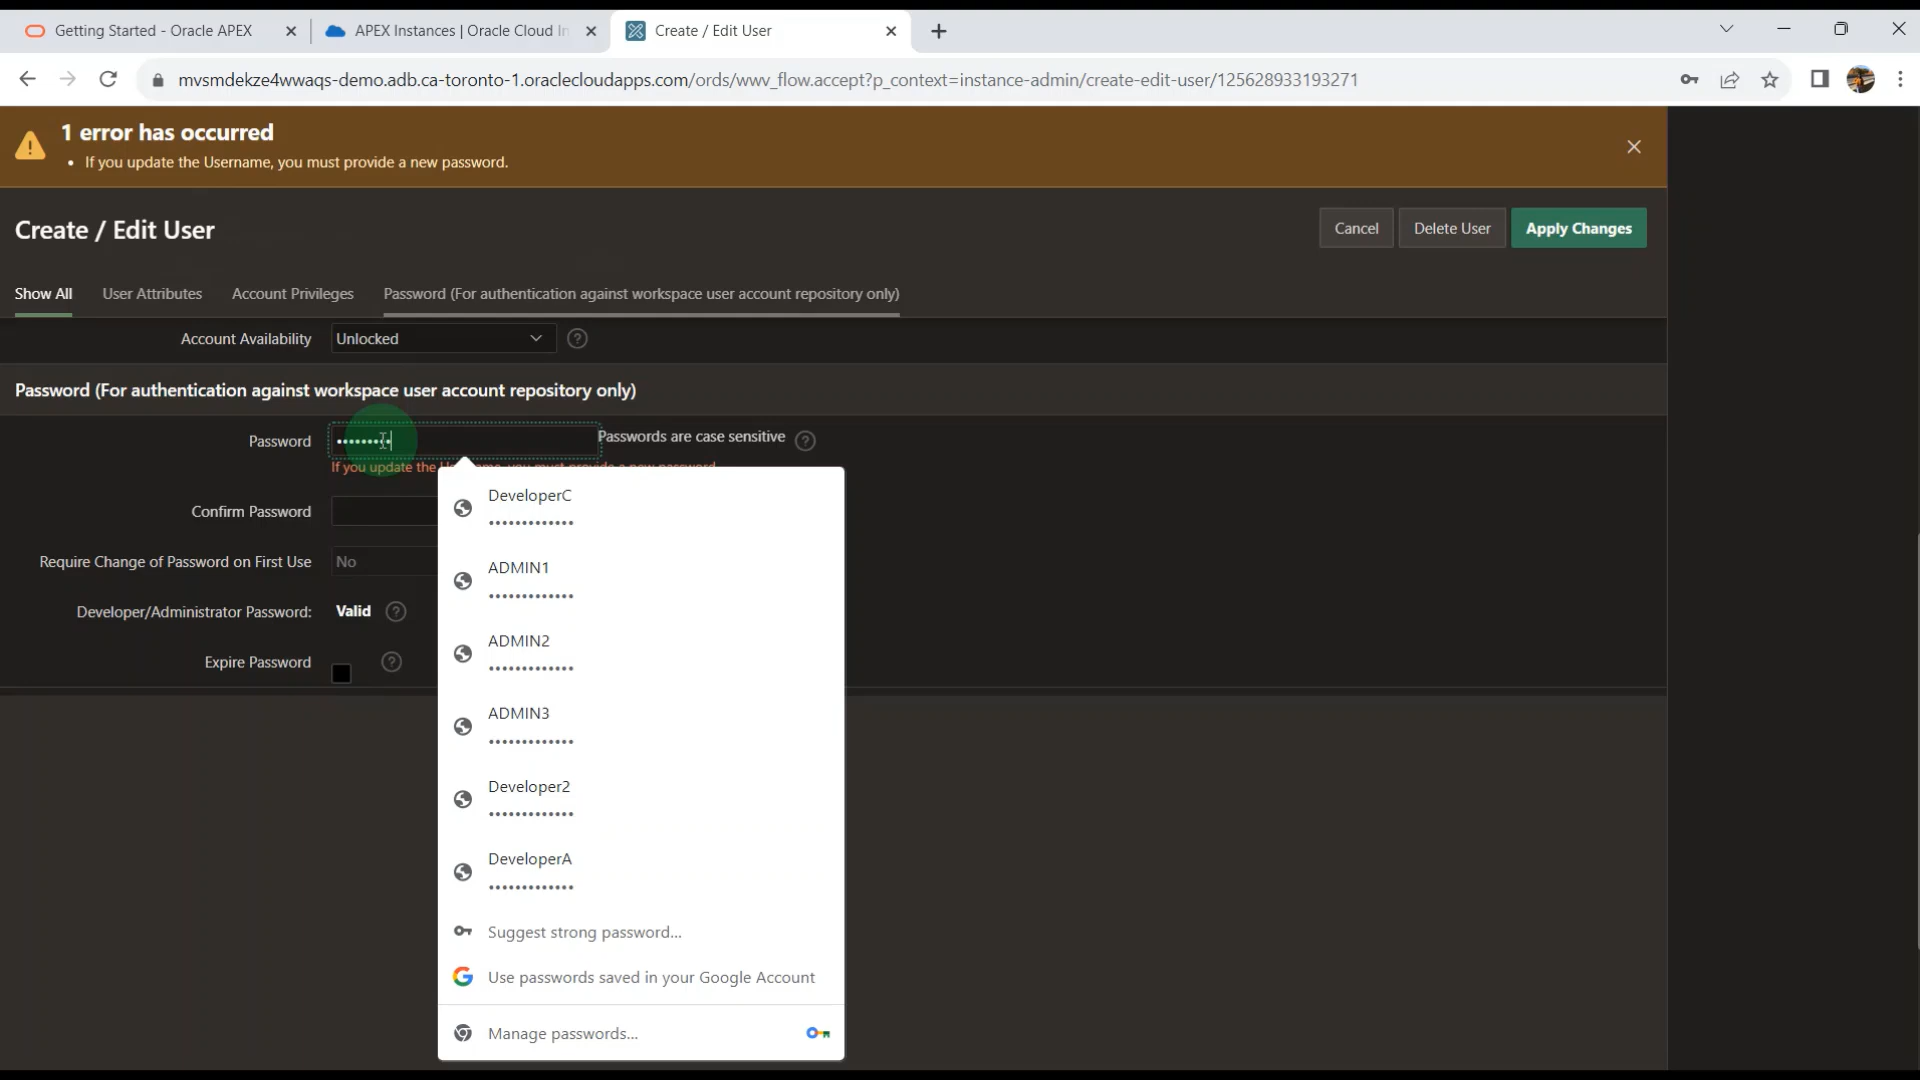 Getting Started - Oracle APEX
APEX Instances | Oracle Cloud In
Create / Edit User
mvsmdekze4wwaqs-demo.adb.ca-toronto-1.oraclecloudapps.com/ords/wwv_flow.accept?p_context=instance-admin/create-edit-user/125628933193271
1 error has occurred
• If you update the Username, you must provide a new password.
Create / Edit User
Cancel
Delete User
Apply Changes
Show All
User Attributes
Account Privileges
Password (For authentication against workspace user account repository only)
Account Availability
Unlocked
Password (For authentication against workspace user account repository only)
Password
•••••••••
Passwords are case sensitive
If you update the Username, you must provide a new password.
Confirm Password
Require Change of Password on First Use
No
Developer/Administrator Password:
Valid
Expire Password
DeveloperC
•••••••••••••
ADMIN1
•••••••••••••
ADMIN2
•••••••••••••
ADMIN3
•••••••••••••
Developer2
•••••••••••••
DeveloperA
•••••••••••••
Suggest strong password...
Use passwords saved in your Google Account
Manage passwords...